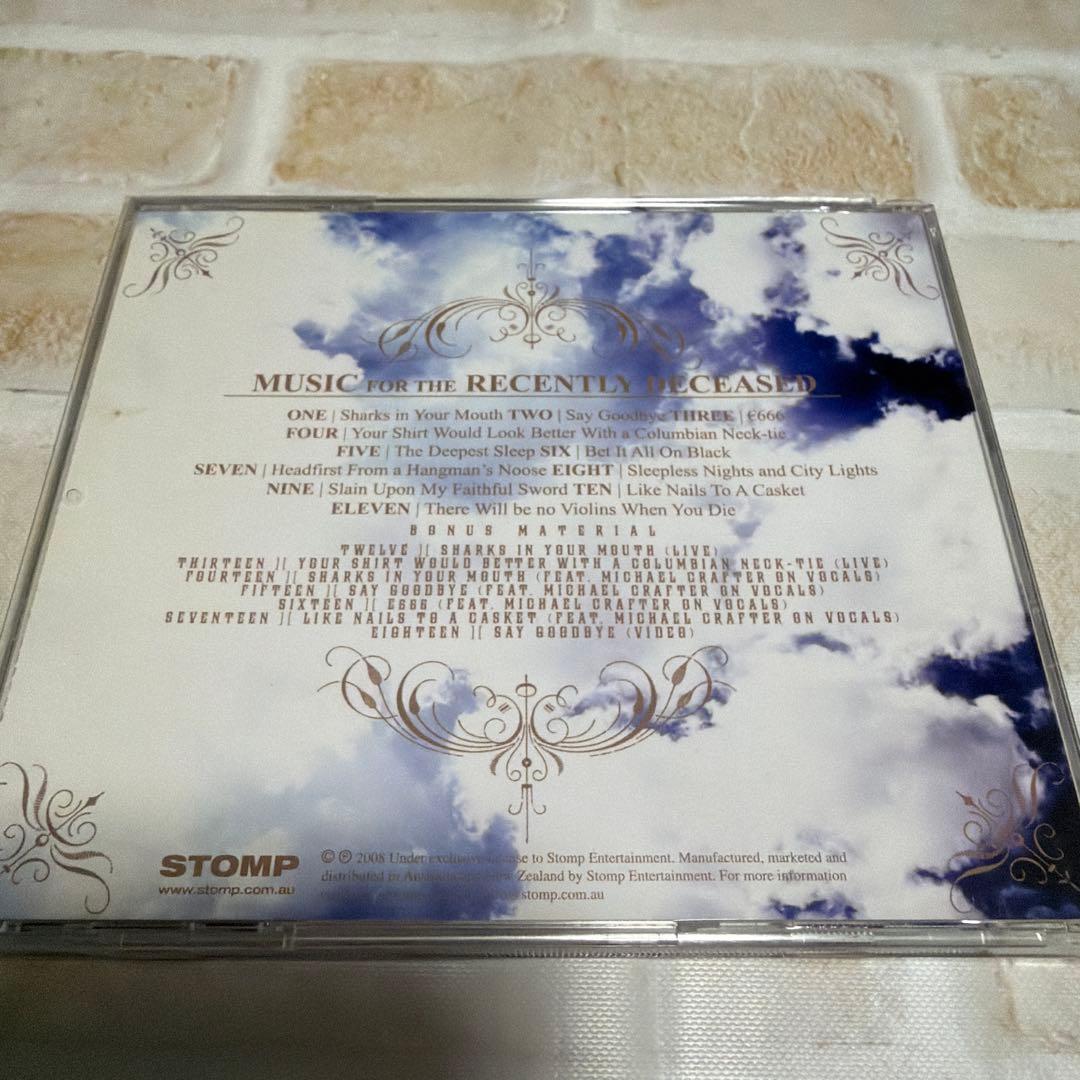 MUSIC FOR THE RECENTLY DECEASED
ONE | Sharks in Your Mouth TWO | Say Goodbye THREE | €666
FOUR | Your Shirt Would Look Better With a Columbian Neck-tie
FIVE | The Deepest Sleep SIX | Bet It All On Black
SEVEN | Headfirst From a Hangman's Noose EIGHT | Sleepless Nights and City Lights
NINE | Slain Upon My Faithful Sword TEN | Like Nails To A Casket
ELEVEN | There Will be no Violins When You Die
BONUS MATERIAL
TWELVE ][ SHARKS IN YOUR MOUTH (LIVE)
THIRTEEN ][ YOUR SHIRT WOULD BETTER WITH A COLUMBIAN NECK-TIE (LIVE)
FOURTEEN ][ SHARKS IN YOUR MOUTH (FEAT. MICHAEL CRAFTER ON VOCALS)
FIFTEEN ][ SAY GOODBYE (FEAT. MICHAEL CRAFTER ON VOCALS)
SIXTEEN ][ E666 (FEAT. MICHAEL CRAFTER ON VOCALS)
SEVENTEEN ][ LIKE NAILS TO A CASKET (FEAT. MICHAEL CRAFTER ON VOCALS)
EIGHTEEN ][ SAY GOODBYE (VIDEO)
STOMP
www.stomp.com.au
© ℗ 2008 Under exclusive license to Stomp Entertainment. Manufactured, marketed and
distributed in Australia and New Zealand by Stomp Entertainment. For more information
stomp.com.au